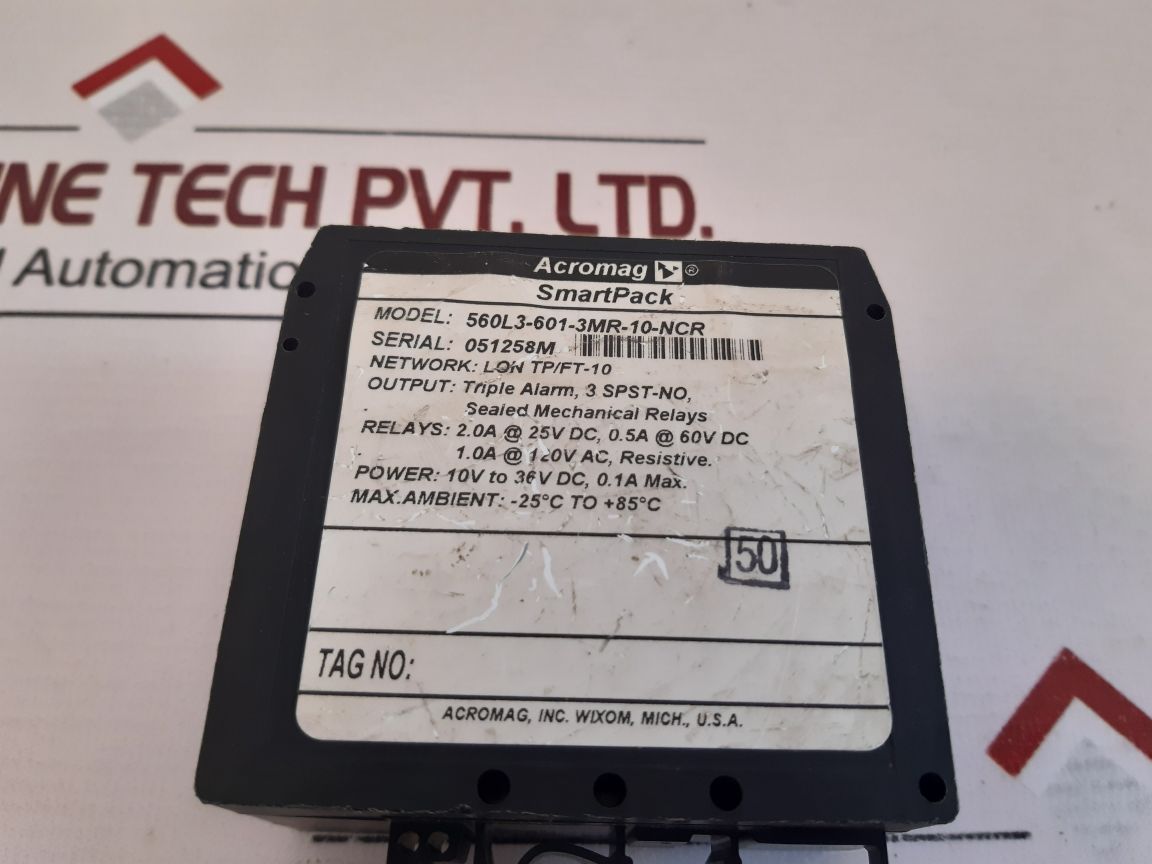 TECH PVT. LTD.
Automation
Acromag ®
SmartPack
MODEL: 560L3-601-3MR-10-NCR
SERIAL: 051258M
NETWORK: LON TP/FT-10
OUTPUT: Triple Alarm, 3 SPST-NO,
Sealed Mechanical Relays
RELAYS: 2.0A @ 25V DC, 0.5A @ 60V DC
1.0A @ 120V AC, Resistive.
POWER: 10V to 36V DC, 0.1A Max.
MAX.AMBIENT: -25°C TO +85°C
50
TAG NO:
ACROMAG, INC. WIXOM, MICH., U.S.A.